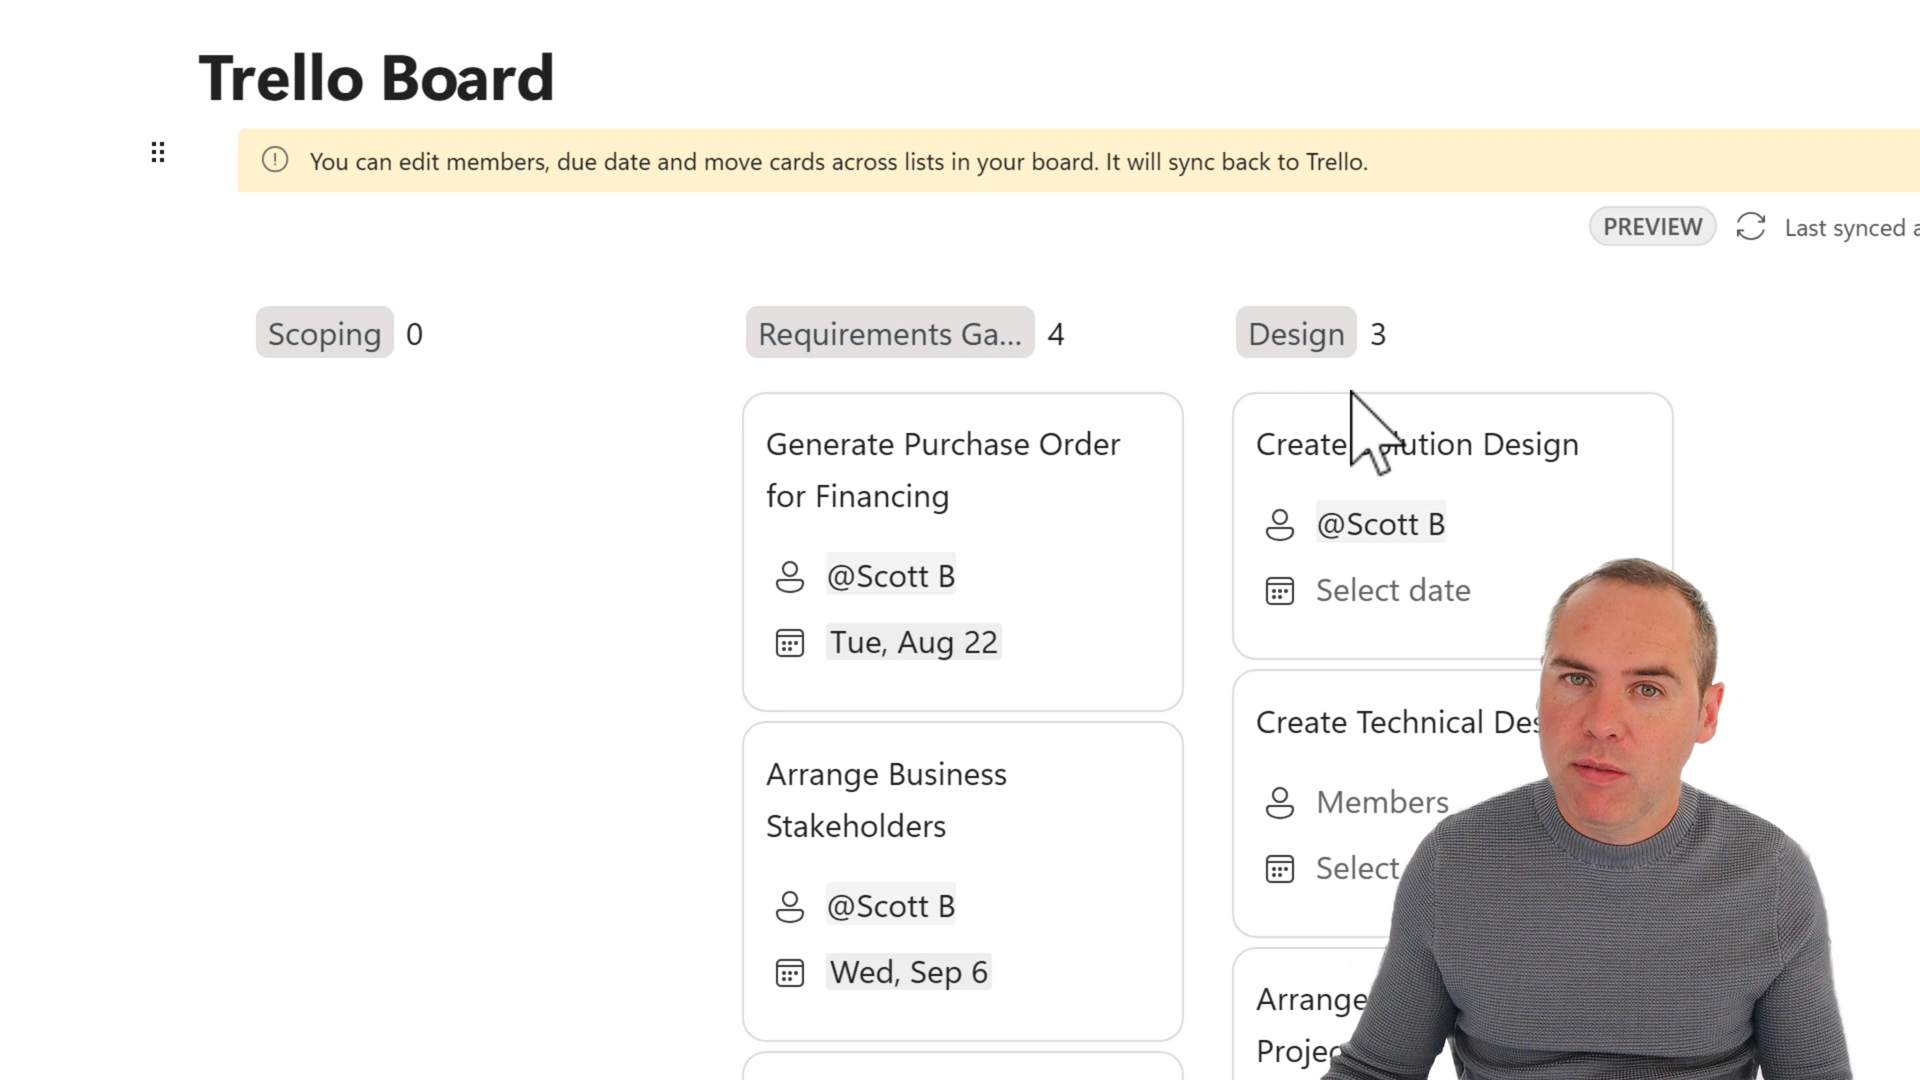 Trello Board
You can edit members, due date and move cards across lists in your board. It will sync back to Trello.
PREVIEW Last synced
Scoping 0
Requirements Ga... 4
Design 3
Generate Purchase Order
for Financing
@Scott B
Tue, Aug 22
Arrange Business
Stakeholders
@Scott B
Wed, Sep 6
Create Solution Design
@Scott B
Select date
Create Technical
Members
Select
Arrange